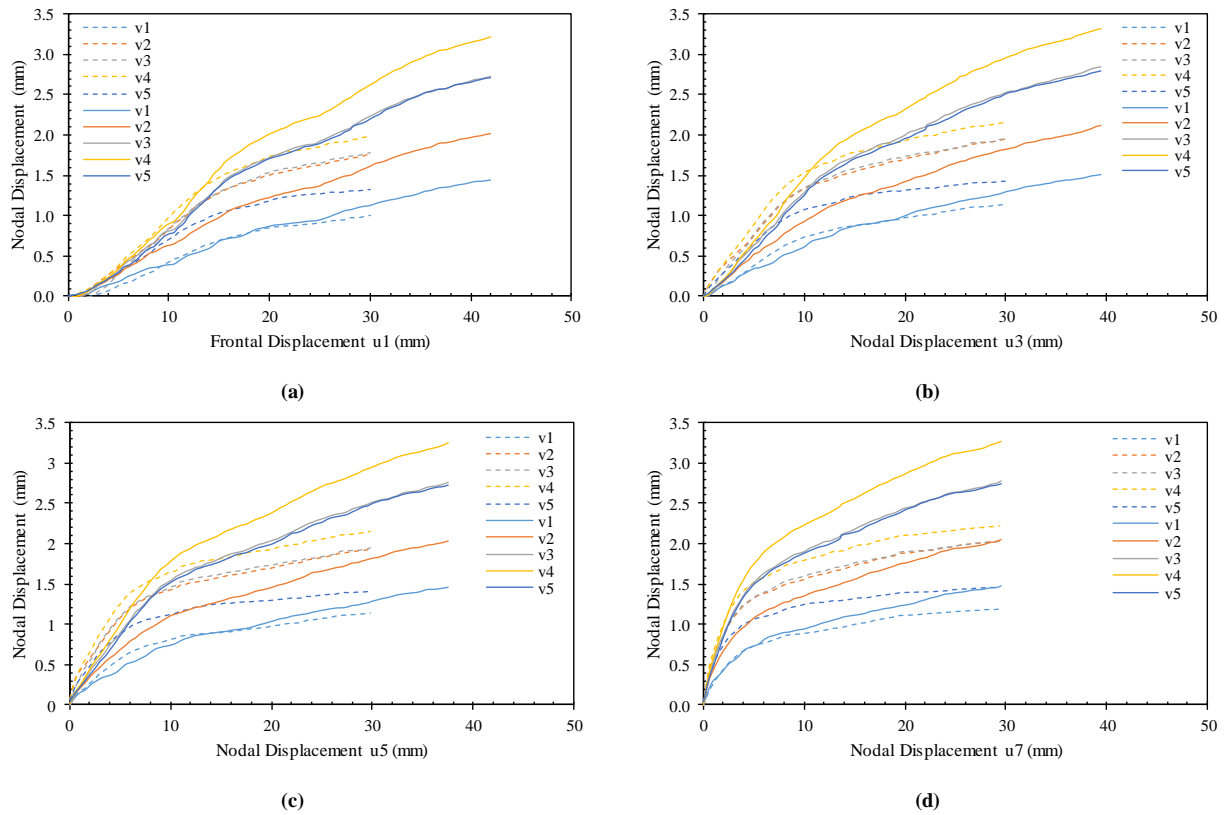 3.5
3.0
2.5
2.0
1.5
1.0
0.5
0.0
Nodal Displacement (mm)
v1
v2
v3
v4
v5
v1
v2
v3
v4
v5
0 10 20 30 40 50
Frontal Displacement u1 (mm)
(a)
3.5
3.0
2.5
2.0
1.5
1.0
0.5
0.0
Nodal Displacement (mm)
v1
v2
v3
v4
v5
v1
v2
v3
v4
v5
0 10 20 30 40 50
Nodal Displacement u3 (mm)
(b)
3.5
3
2.5
2
1.5
1
0.5
0
Nodal Displacement (mm)
v1
v2
v3
v4
v5
v1
v2
v3
v4
v5
0 10 20 30 40 50
Nodal Displacement u5 (mm)
(c)
3.5
3.0
2.5
2.0
1.5
1.0
0.5
0.0
Nodal Displacement (mm)
v1
v2
v3
v4
v5
v1
v2
v3
v4
v5
0 10 20 30 40 50
Nodal Displacement u7 (mm)
(d)